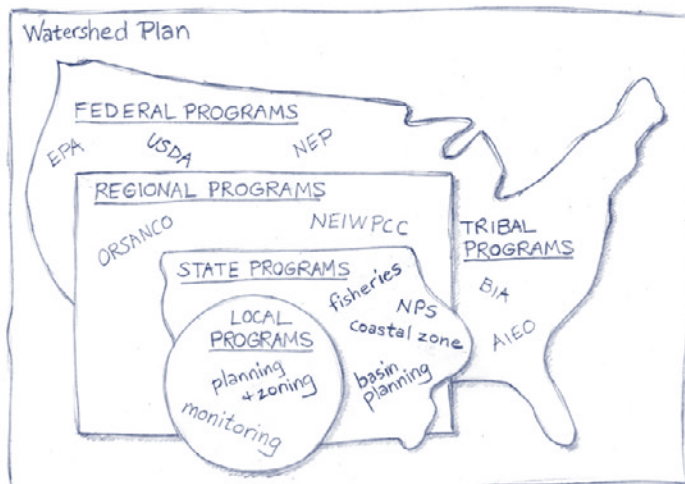 Watershed Plan
FEDERAL PROGRAMS
EPA
USDA
NEP
REGIONAL PROGRAMS
ORSANCO
NEIWPCC
TRIBAL
PROGRAMS
BIA
AIEO
STATE PROGRAMS
fisheries
NPS
coastal zone
basin
planning
LOCAL
PROGRAMS
planning
+ zoning
monitoring